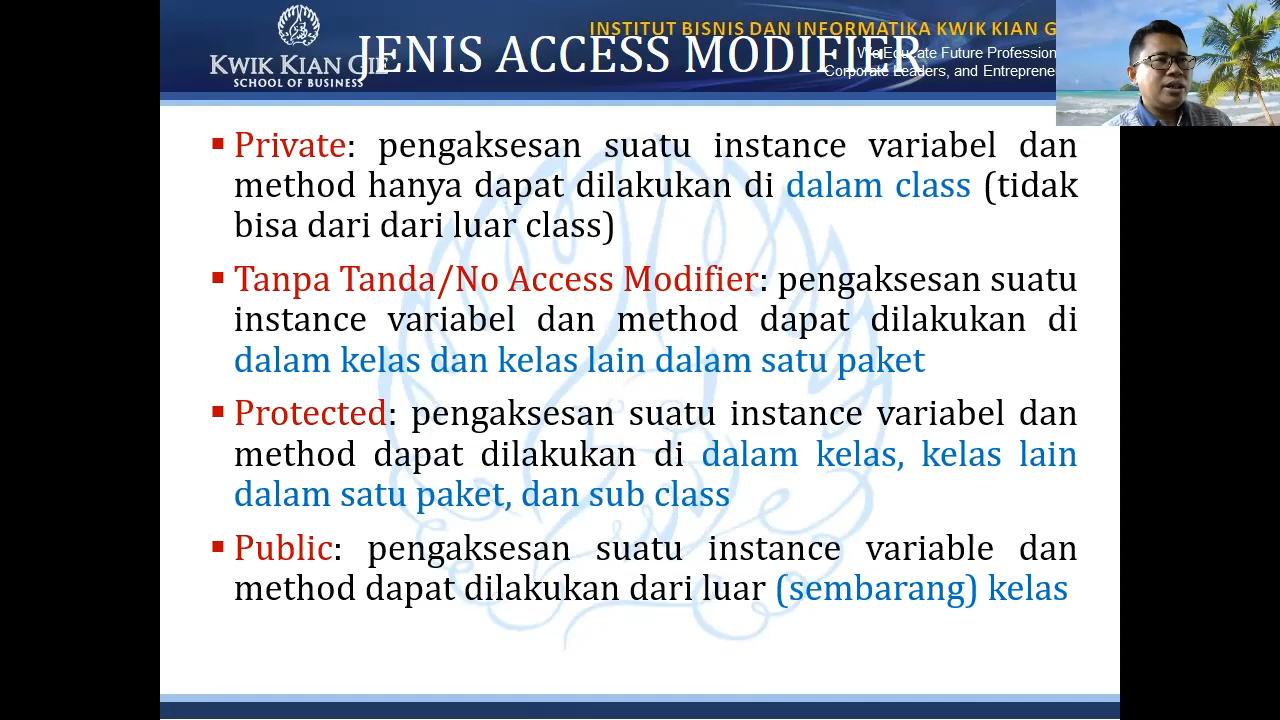 INSTITUT BISNIS DAN INFORMATIKA KWIK KIAN G
JENIS ACCESS MODIFIER
We Educate Future Profession
Corporate Leaders, and Entreprene
KWIK KIAN GIE
SCHOOL OF BUSINESS
▪ Private: pengaksesan suatu instance variabel dan
method hanya dapat dilakukan di dalam class (tidak
bisa dari dari luar class)
▪ Tanpa Tanda/No Access Modifier: pengaksesan suatu
instance variabel dan method dapat dilakukan di
dalam kelas dan kelas lain dalam satu paket
▪ Protected: pengaksesan suatu instance variabel dan
method dapat dilakukan di dalam kelas, kelas lain
dalam satu paket, dan sub class
▪ Public: pengaksesan suatu instance variable dan
method dapat dilakukan dari luar (sembarang) kelas